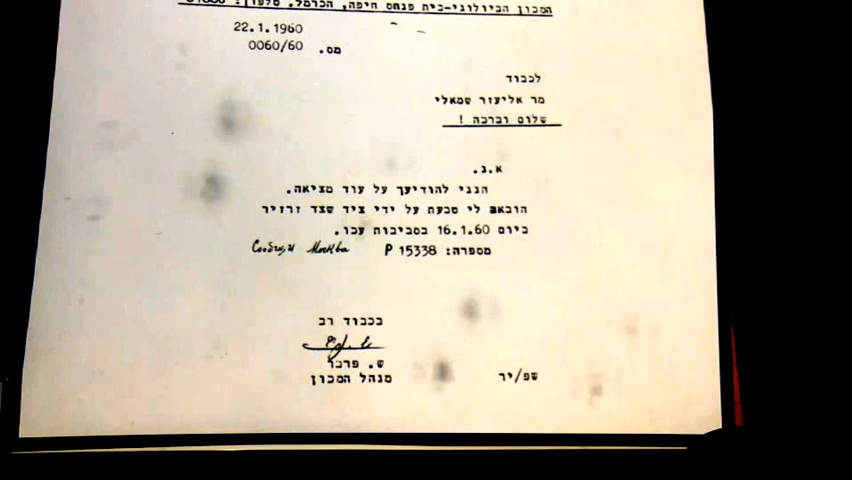 המכון הביולוגי-בית פנחס חיפה, הכרמל. טלפון:
22.1.1960
מס. 0060/60
לכבוד
מר אליעזר שמאלי
שלום וברכה !
א.נ.
הנני להודיעך על עוד מציאה.
הובאה לי טבעת על ידי ציד שצד זרזיר
ביום 16.1.60 בסביבות עכו.
מספרה: P 15338 Москва
בכבוד רב
ש. פרבר
מנהל המכון
שפ/יר